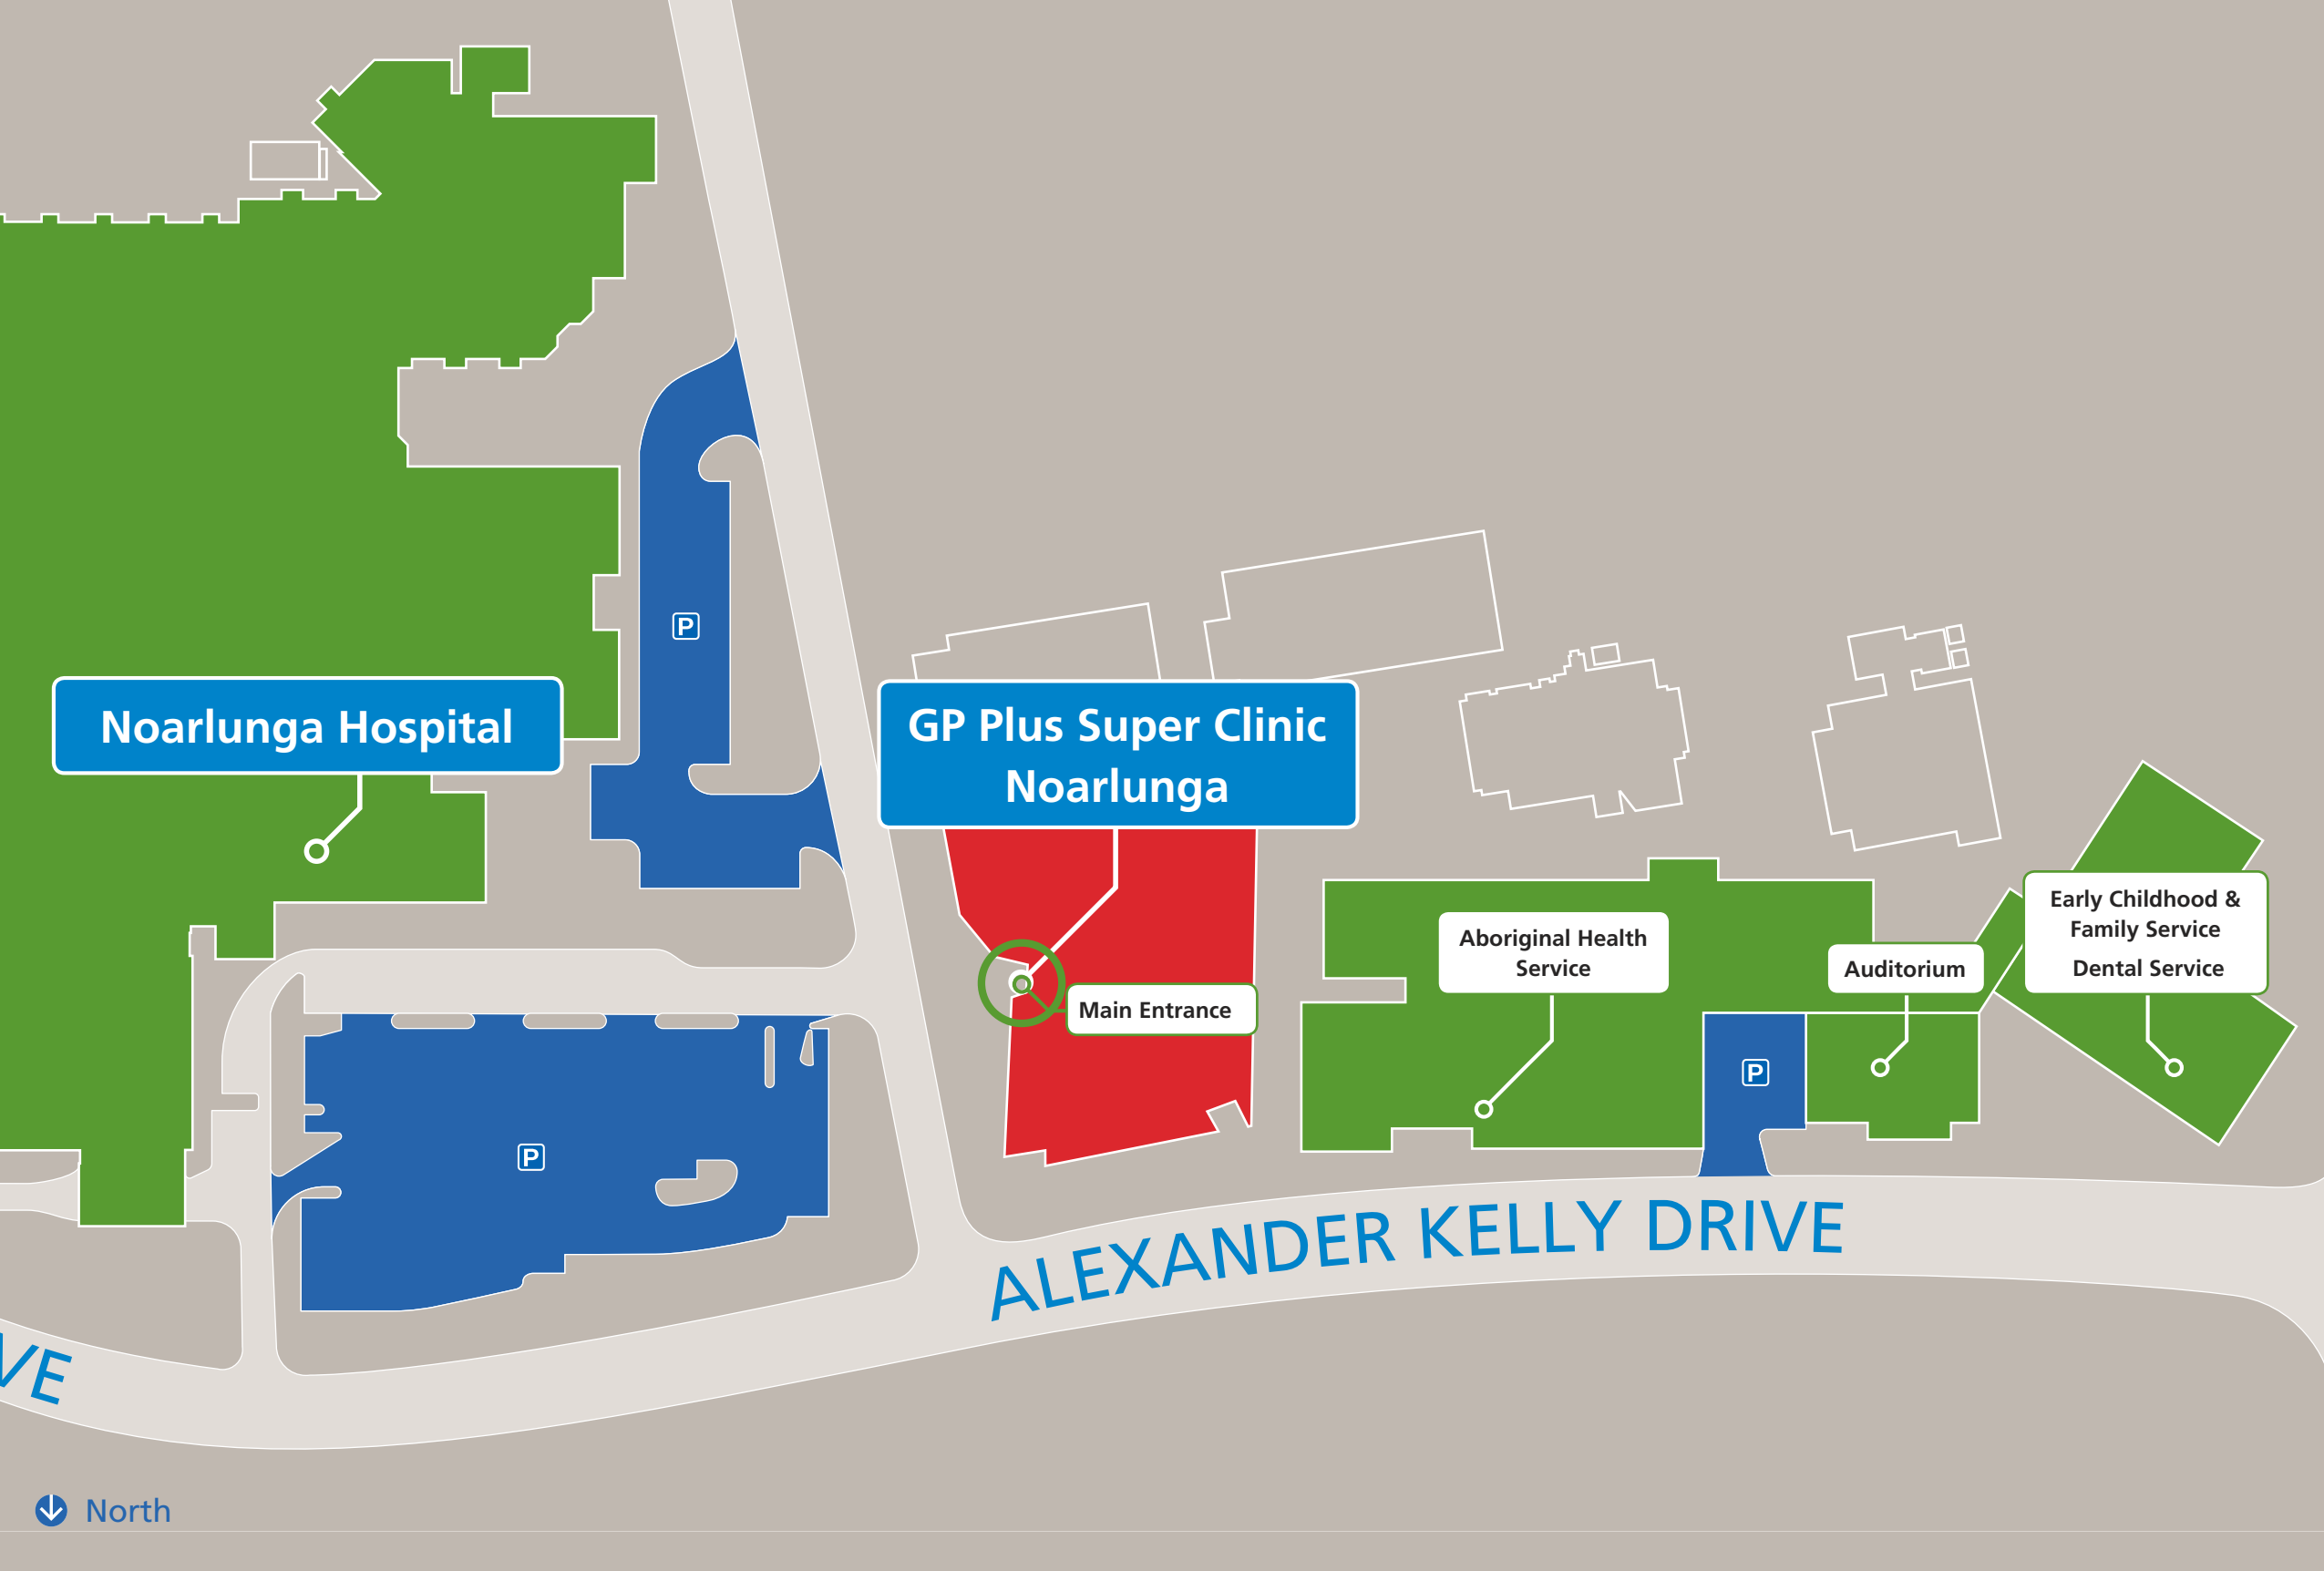 P
Noarlunga Hospital
GP Plus Super Clinic
Noarlunga
Early Childhood &
Family Service
Dental Service
Aboriginal Health
Service
Auditorium
Main Entrance
P
P
ALEXANDER KELLY DRIVE
VE
North